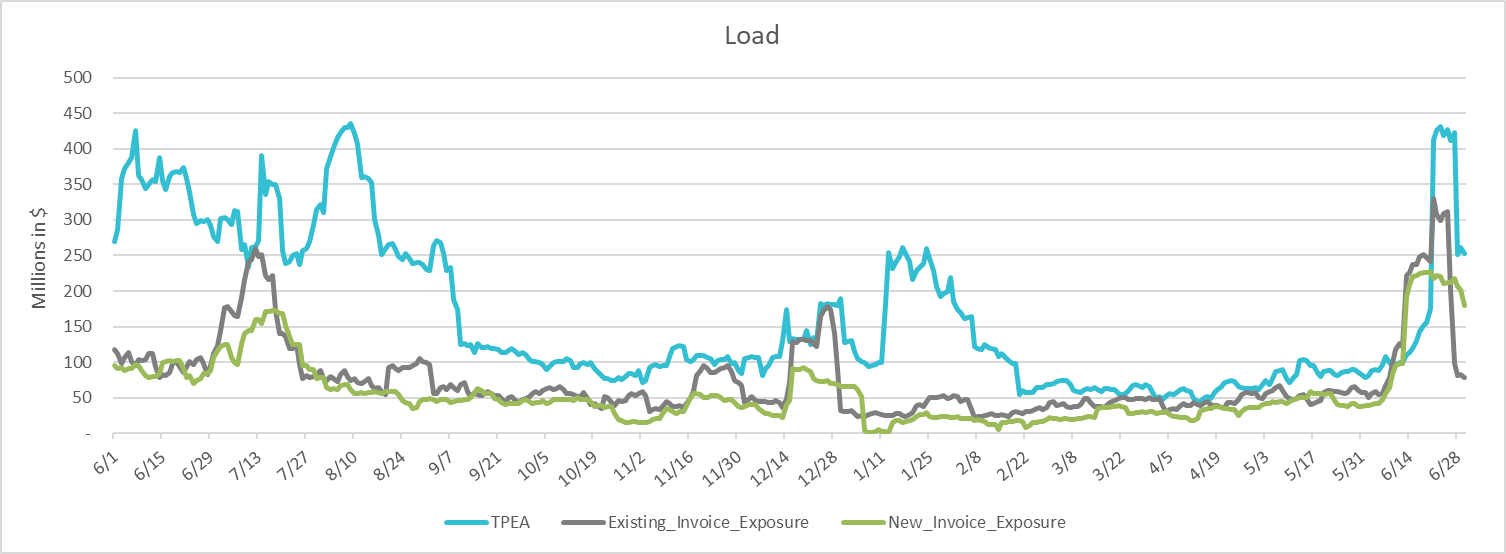 Load
Millions in $
500
450
400
350
300
250
200
150
100
50
-
6/1 6/15 6/29 7/13 7/27 8/10 8/24 9/7 9/21 10/5 10/19 11/2 11/16 11/30 12/14 12/28 1/11 1/25 2/8 2/22 3/8 3/22 4/5 4/19 5/3 5/17 5/31 6/14 6/28
TPEA Existing_Invoice_Exposure New_Invoice_Exposure